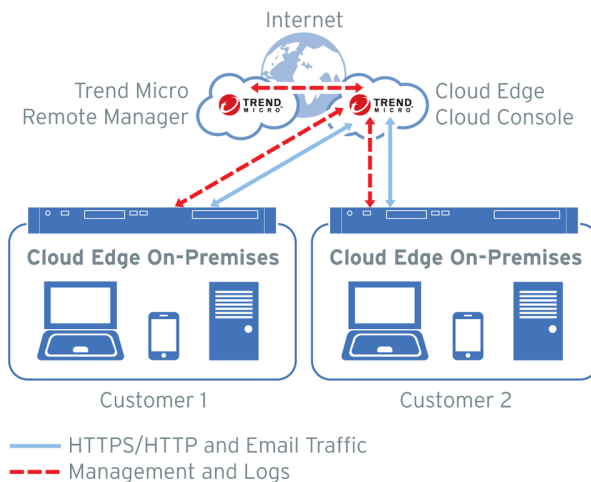 Internet
Trend Micro
Remote Manager
TREND
MICRO
TREND
MICRO
Cloud Edge
Cloud Console
Cloud Edge On-Premises
Cloud Edge On-Premises
Customer 1
Customer 2
HTTPS/HTTP and Email Traffic
Management and Logs